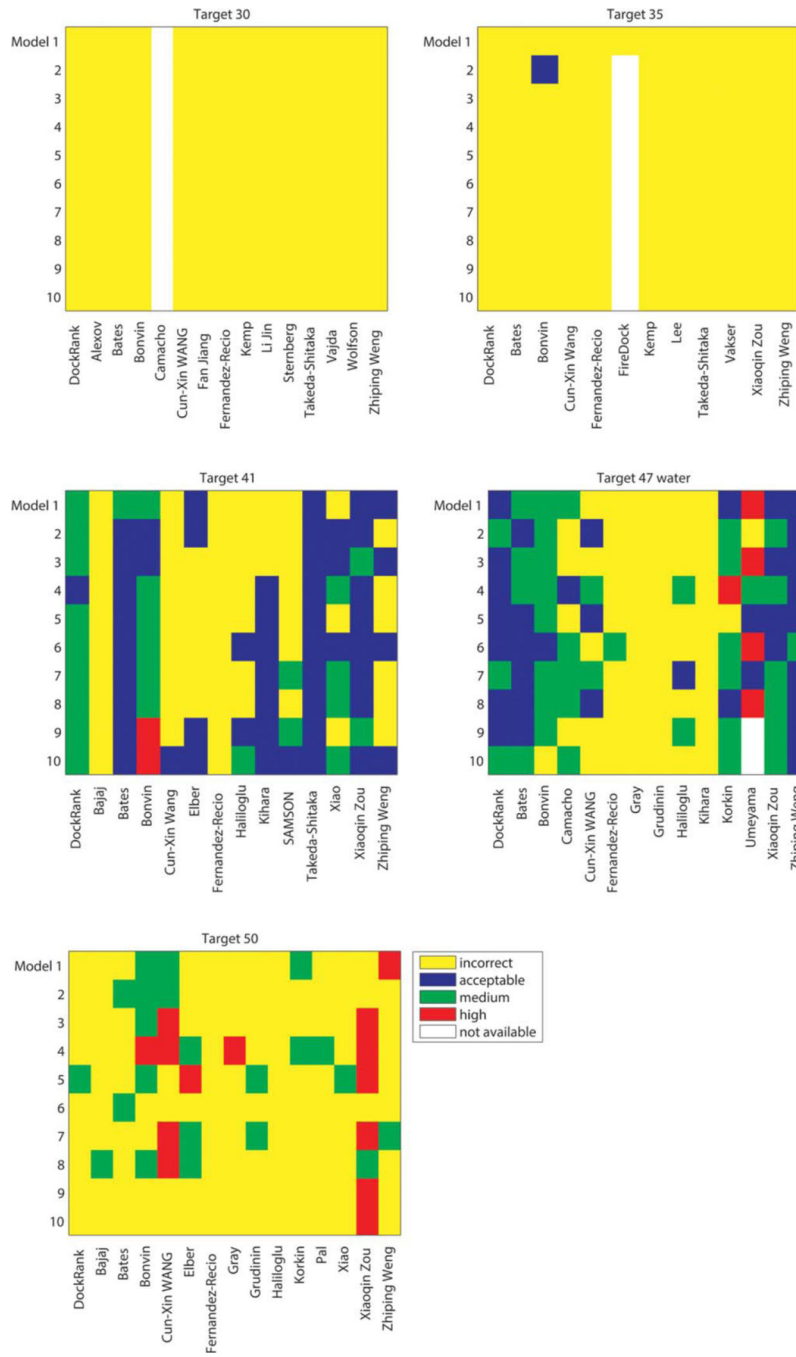 Target 30
Model 1
2
3
4
5
6
7
8
9
10
DockRank
Alexov
Bates
Bonvin
Camacho
Cun-Xin WANG
Fan Jiang
Fernandez-Recio
Kemp
Li Jin
Sternberg
Takeda-Shitaka
Vajda
Wolfson
Zhiping Weng
Target 35
Model 1
2
3
4
5
6
7
8
9
10
DockRank
Bates
Bonvin
Cun-Xin Wang
Fernandez-Recio
FireDock
Kemp
Lee
Takeda-Shitaka
Vakser
Xiaoqin Zou
Zhiping Weng
Target 41
Model 1
2
3
4
5
6
7
8
9
10
DockRank
Bajaj
Bates
Bonvin
Cun-Xin Wang
Elber
Fernandez-Recio
Haliloglu
Kihara
SAMSON
Takeda-Shitaka
Xiao
Xiaoqin Zou
Zhiping Weng
Target 47 water
Model 1
2
3
4
5
6
7
8
9
10
DockRank
Bates
Bonvin
Camacho
Cun-Xin WANG
Fernandez-Recio
Gray
Grudinin
Haliloglu
Kihara
Korkin
Umeyama
Xiaoqin Zou
Zhiping Weng
Target 50
Model 1
2
3
4
5
6
7
8
9
10
DockRank
Bajaj
Bates
Bonvin
Cun-Xin WANG
Elber
Fernandez-Recio
Gray
Grudinin
Haliloglu
Korkin
Pal
Xiao
Xiaoqin Zou
Zhiping Weng
incorrect
acceptable
medium
high
not available